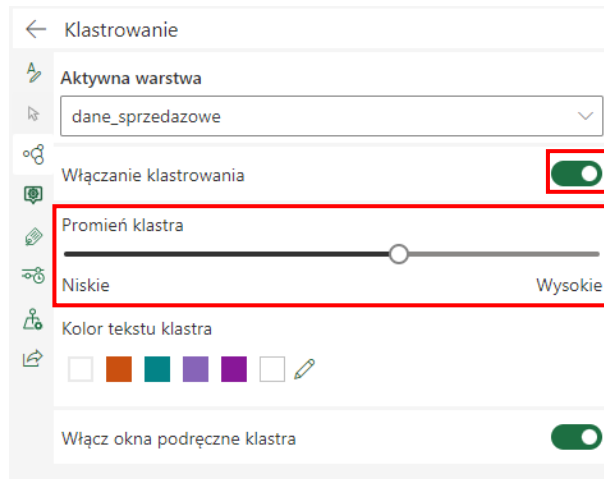 Klastrowanie
Aktywna warstwa
dane_sprzedazowe
Włączanie klastrowania
Promień klastra
Niskie Wysokie
Kolor tekstu klastra
Włącz okna podręczne klastra